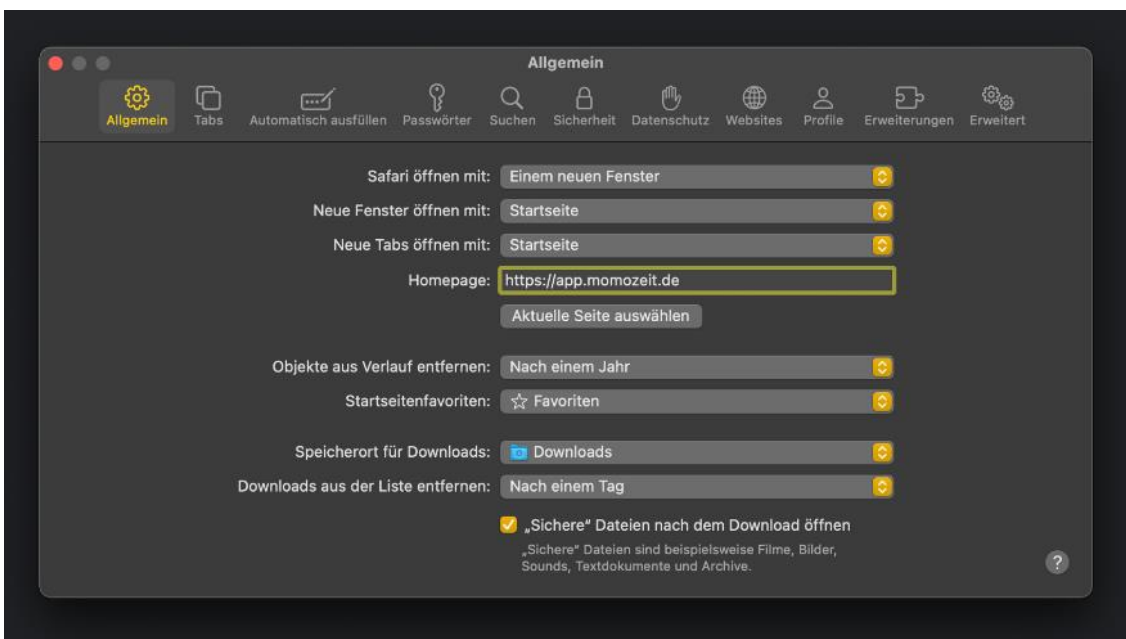 Allgemein
Allgemein Tabs Automatisch ausfüllen Passwörter Suchen Sicherheit Datenschutz Websites Profile Erweiterungen Erweitert
Safari öffnen mit: Einem neuen Fenster
Neue Fenster öffnen mit: Startseite
Neue Tabs öffnen mit: Startseite
Homepage: https://app.momozeit.de
Aktuelle Seite auswählen
Objekte aus Verlauf entfernen: Nach einem Jahr
Startseitenfavoriten: Favoriten
Speicherort für Downloads: Downloads
Downloads aus der Liste entfernen: Nach einem Tag
„Sichere“ Dateien nach dem Download öffnen
„Sichere“ Dateien sind beispielsweise Filme, Bilder,
Sounds, Textdokumente und Archive.
?